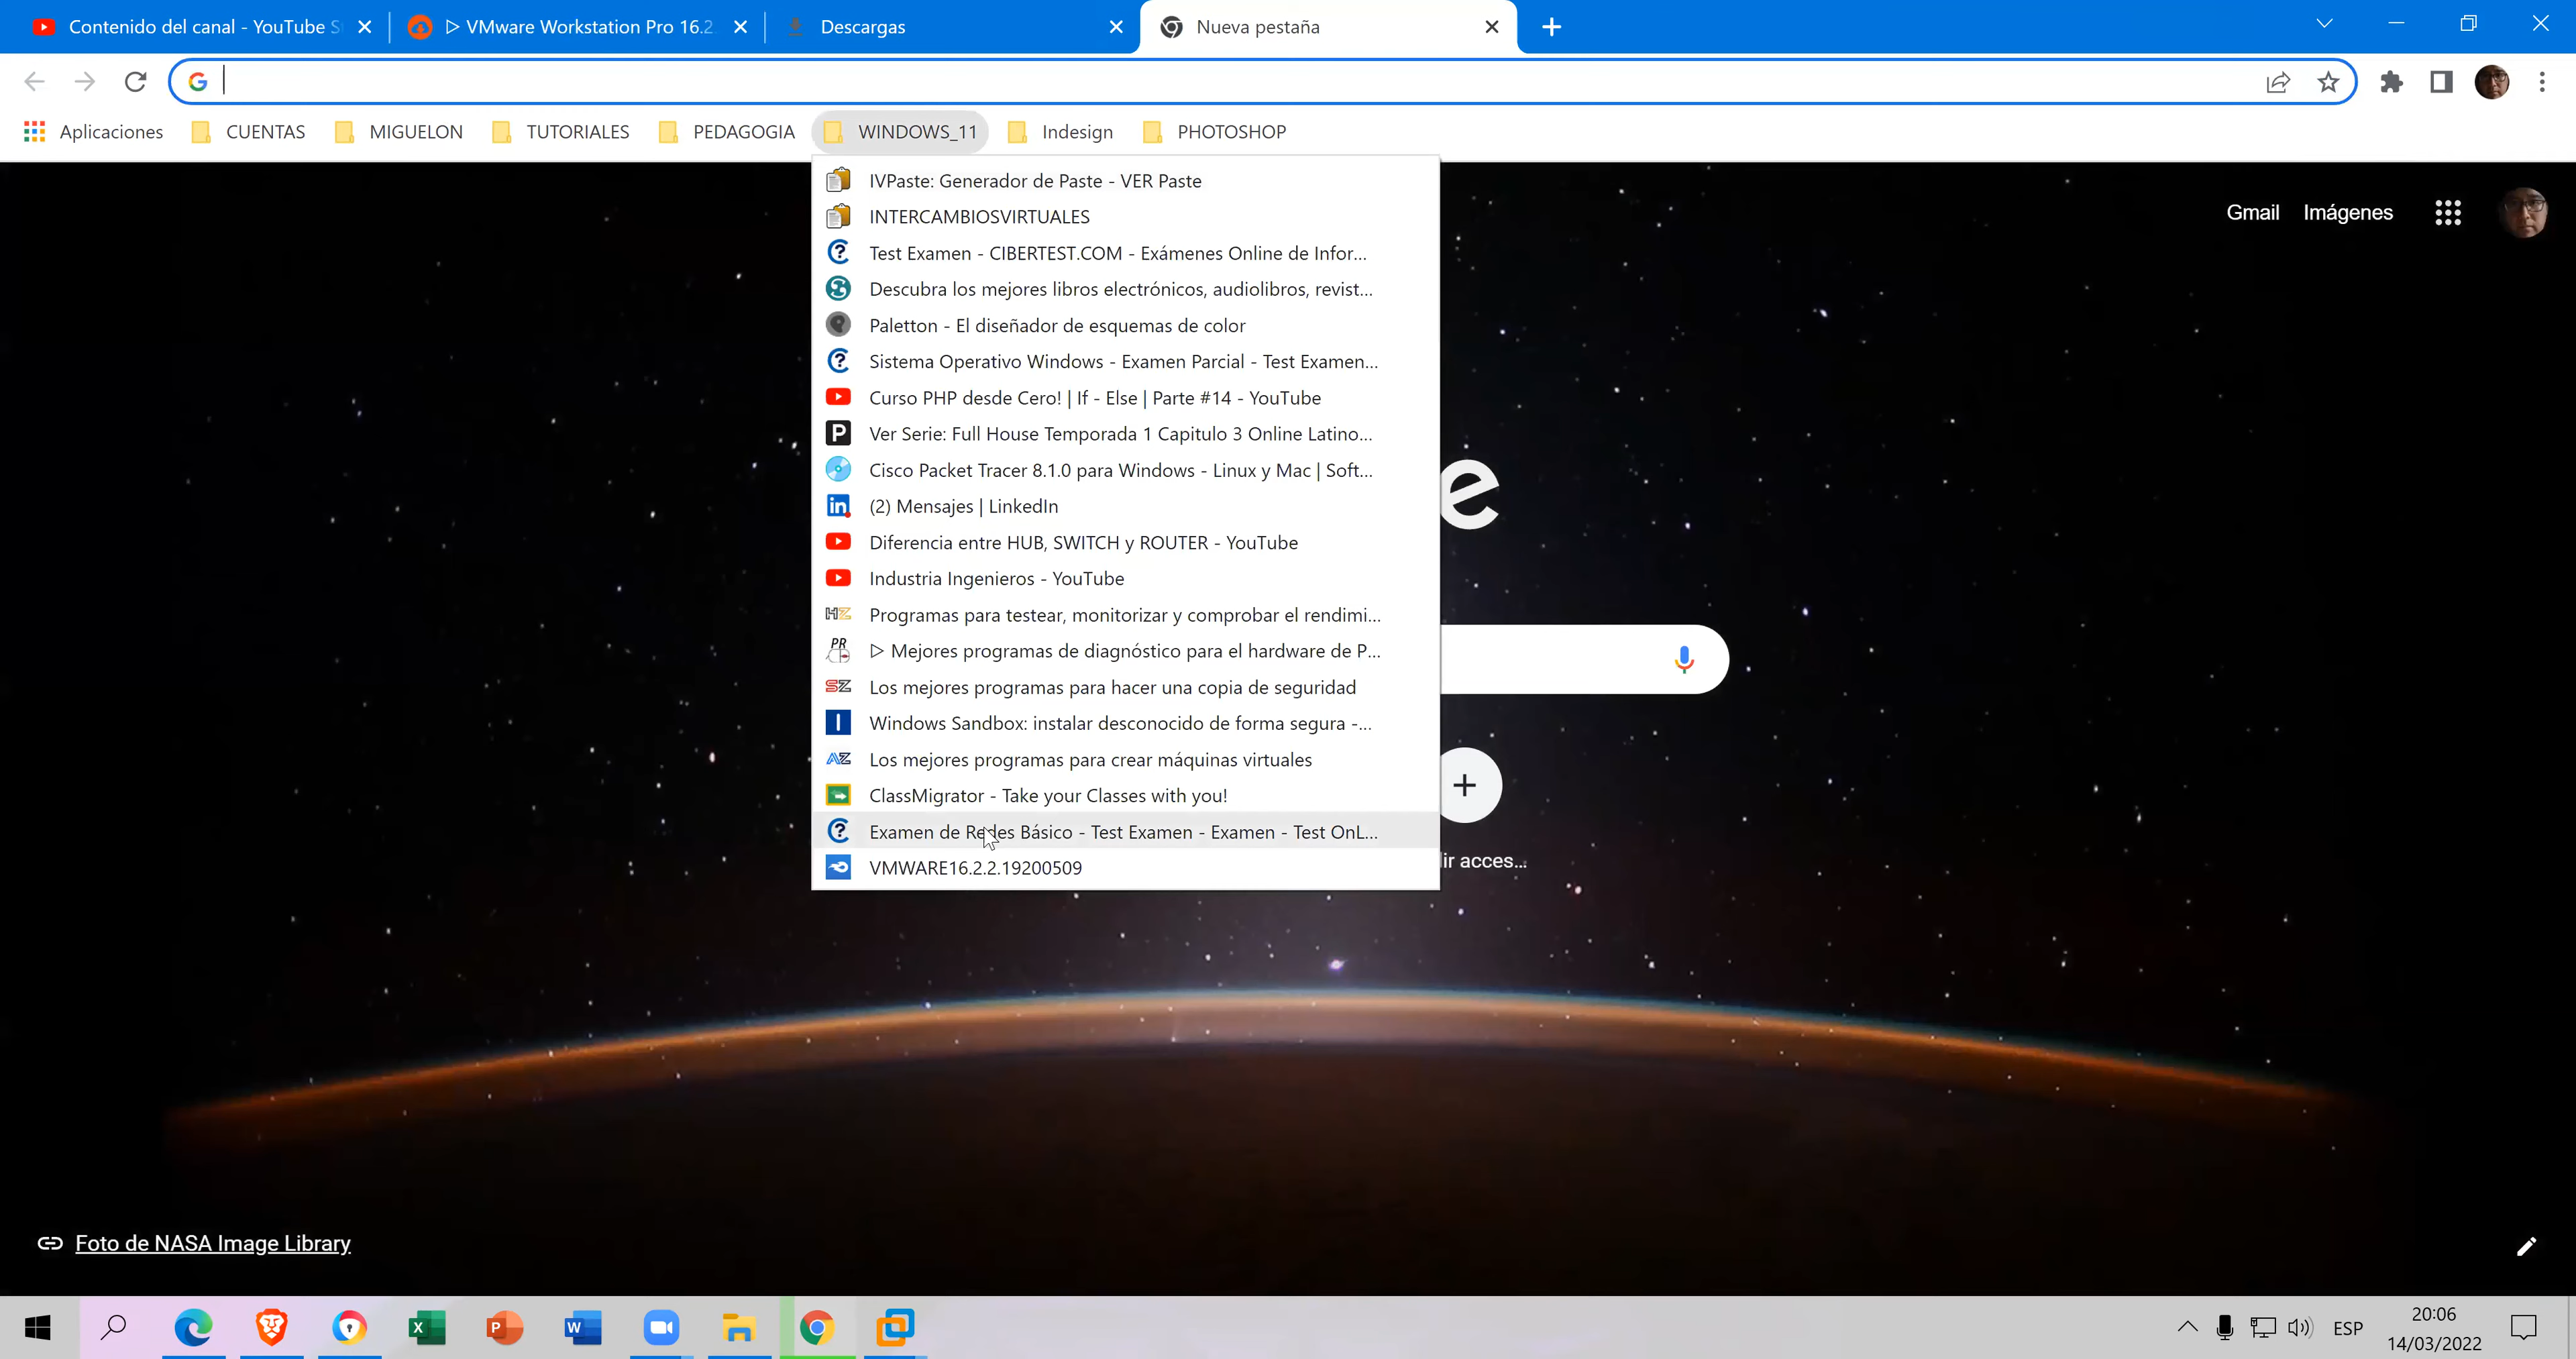 Contenido del canal - YouTube S
▷ VMware Workstation Pro 16.2
Descargas
Nueva pestaña
Aplicaciones
CUENTAS
MIGUELON
TUTORIALES
PEDAGOGIA
WINDOWS_11
Indesign
PHOTOSHOP
Gmail
Imágenes
IVPaste: Generador de Paste - VER Paste
INTERCAMBIOSVIRTUALES
Test Examen - CIBERTEST.COM - Exámenes Online de Infor...
Descubra los mejores libros electrónicos, audiolibros, revist...
Paletton - El diseñador de esquemas de color
Sistema Operativo Windows - Examen Parcial - Test Examen...
Curso PHP desde Cero! | If - Else | Parte #14 - YouTube
Ver Serie: Full House Temporada 1 Capitulo 3 Online Latino...
Cisco Packet Tracer 8.1.0 para Windows - Linux y Mac | Soft...
(2) Mensajes | LinkedIn
Diferencia entre HUB, SWITCH y ROUTER - YouTube
Industria Ingenieros - YouTube
Programas para testear, monitorizar y comprobar el rendimi...
▷ Mejores programas de diagnóstico para el hardware de P...
Los mejores programas para hacer una copia de seguridad
Windows Sandbox: instalar desconocido de forma segura -...
Los mejores programas para crear máquinas virtuales
ClassMigrator - Take your Classes with you!
Examen de Redes Básico - Test Examen - Examen - Test OnL...
VMWARE16.2.2.19200509
e
ir acces...
Foto de NASA Image Library
ESP
20:06
14/03/2022